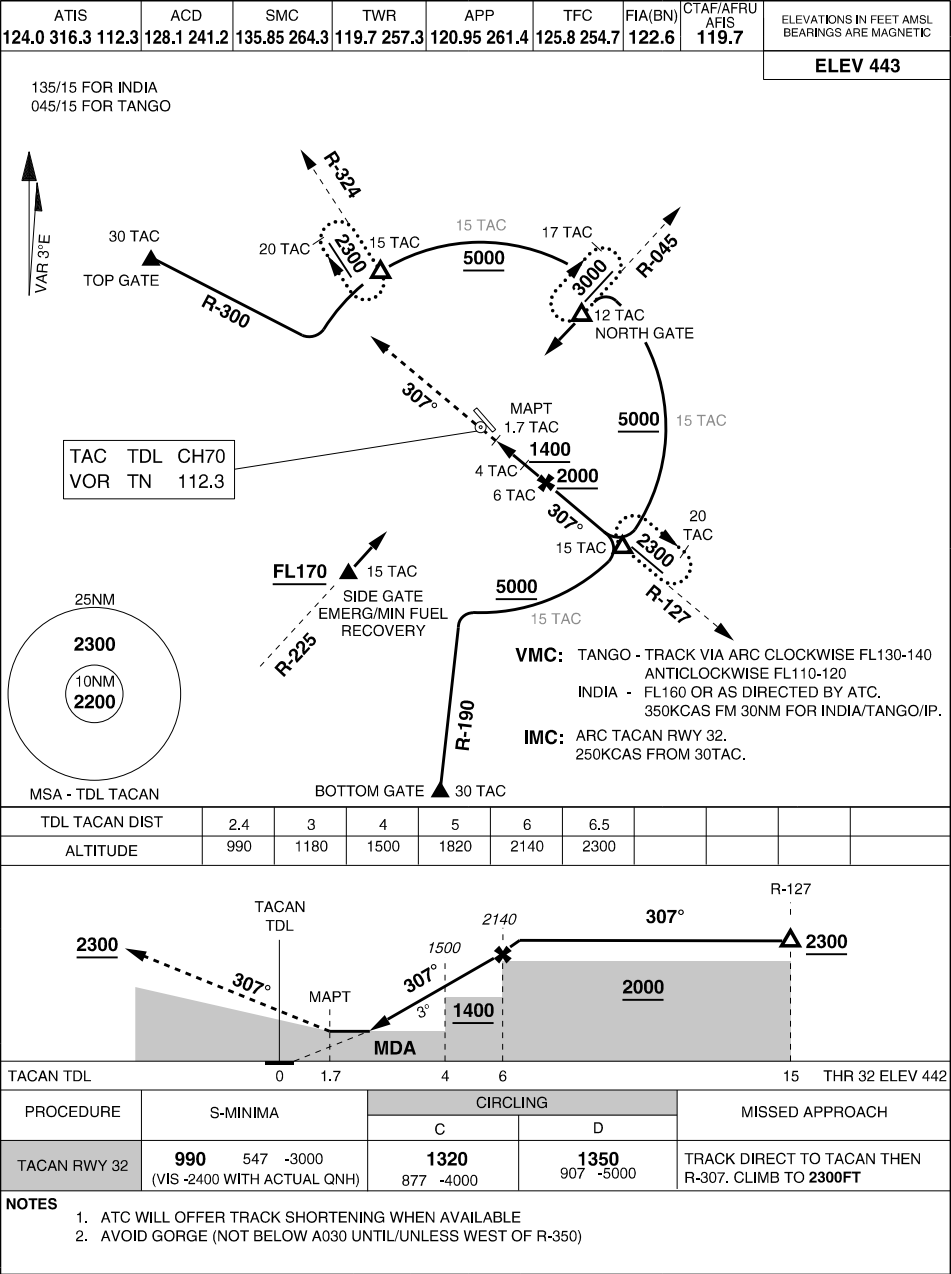 ATIS ACD SMC TWR APP TFC FIA(BN) CTAF/AFRU AFIS ELEVATIONS IN FEET AMSL
BEARINGS ARE MAGNETIC
124.0 316.3 112.3 128.1 241.2 135.85 264.3 119.7 257.3 120.95 261.4 125.8 254.7 122.6 119.7
ELEV 443
135/15 FOR INDIA
045/15 FOR TANGO
VAR 3°E
R-324
30 TAC
TOP GATE
R-300
20 TAC
2300
15 TAC
15 TAC
5000
17 TAC
3000
R-045
12 TAC
NORTH GATE
307°
MAPT
1.7 TAC
1400
4 TAC
2000
6 TAC
307°
5000
15 TAC
TAC TDL CH70
VOR TN 112.3
20
TAC
15 TAC
2300
R-127
FL170
15 TAC
SIDE GATE
EMERG/MIN FUEL
RECOVERY
R-225
5000
15 TAC
25NM
2300
10NM
2200
MSA - TDL TACAN
R-190
VMC: TANGO - TRACK VIA ARC CLOCKWISE FL130-140
ANTICLOCKWISE FL110-120
INDIA - FL160 OR AS DIRECTED BY ATC.
350KCAS FM 30NM FOR INDIA/TANGO/IP.
IMC: ARC TACAN RWY 32.
250KCAS FROM 30TAC.
BOTTOM GATE 30 TAC
TDL TACAN DIST 2.4 3 4 5 6 6.5
ALTITUDE 990 1180 1500 1820 2140 2300
R-127
TACAN
TDL
2140
307°
2300
1500
2300
307°
MAPT
307°
3°
1400
2000
MDA
TACAN TDL 0 1.7 4 6 15 THR 32 ELEV 442
PROCEDURE S-MINIMA CIRCLING MISSED APPROACH
C D
TACAN RWY 32 990 547 -3000 1320 1350 TRACK DIRECT TO TACAN THEN
(VIS -2400 WITH ACTUAL QNH) 877 -4000 907 -5000 R-307. CLIMB TO 2300FT
NOTES
1. ATC WILL OFFER TRACK SHORTENING WHEN AVAILABLE
2. AVOID GORGE (NOT BELOW A030 UNTIL/UNLESS WEST OF R-350)